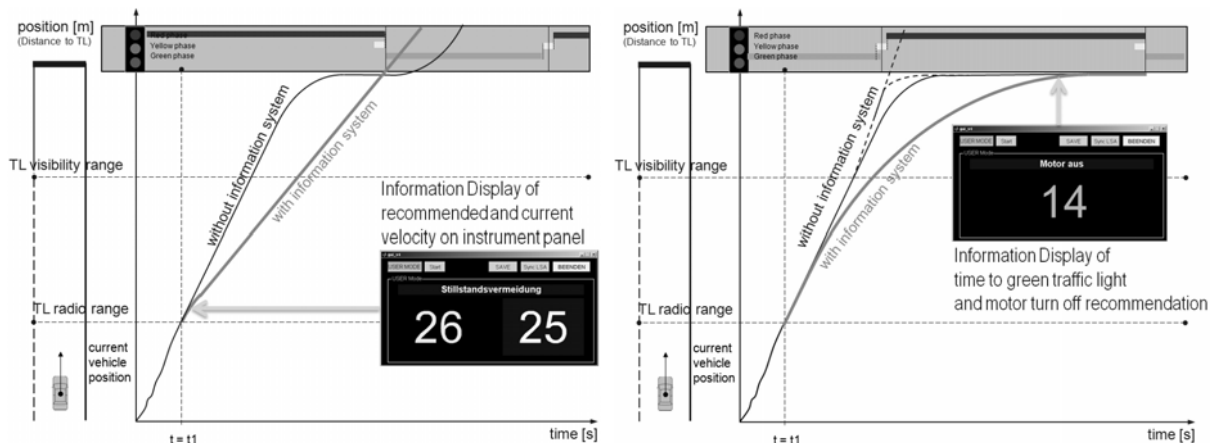 position [m]
(Distance to TL)
Red phase
Yellow phase
Green phase
without information system
with information system
TL visibility range
Information Display of
recommended and current
velocity on instrument panel
USER MODE
Start
SAVE
Sync LSA
BEENDEN
USER Mode
Stillstandsvermeidung
26
25
TL radio range
current
vehicle
position
t = t1
time [s]
position [m]
(Distance to TL)
Red phase
Yellow phase
Green phase
without information system
with information system
TL visibility range
USER MODE
Start
SAVE
Sync LSA
BEENDEN
USER Mode
Motor aus
14
Information Display of
time to green traffic light
and motor turn off recommendation
TL radio range
current
vehicle
position
t = t1
time [s]